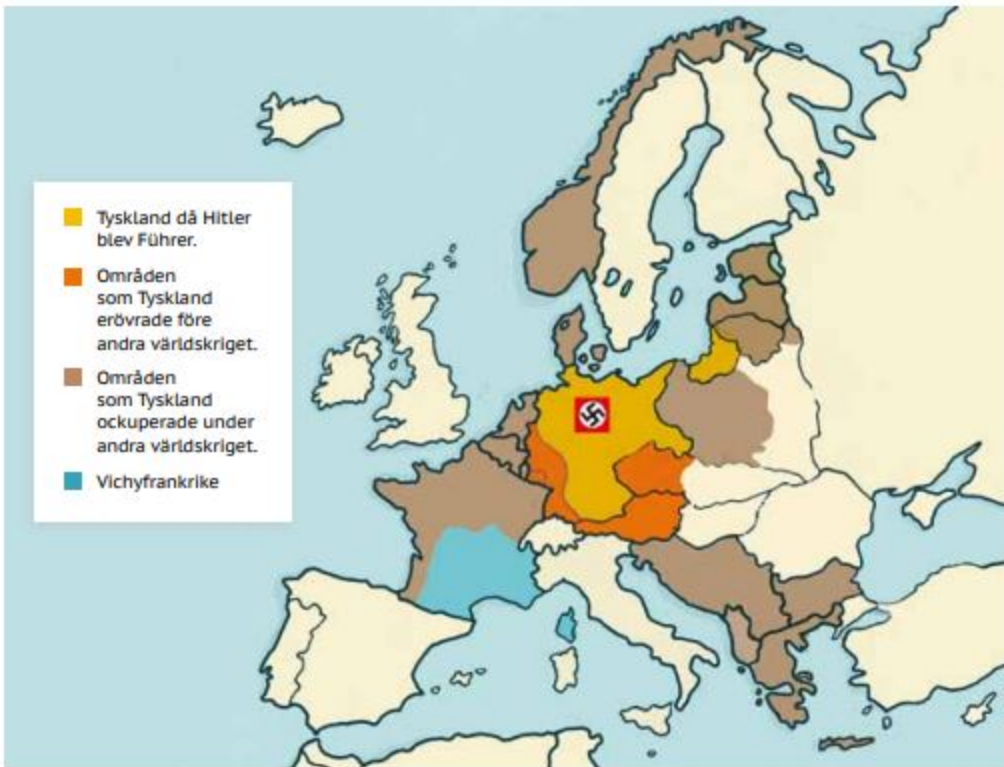 Tyskland då Hitler
blev Führer.
Områden
som Tyskland
erövrade före
andra världskriget.
Områden
som Tyskland
ockuperade under
andra världskriget.
Vichyfrankrike